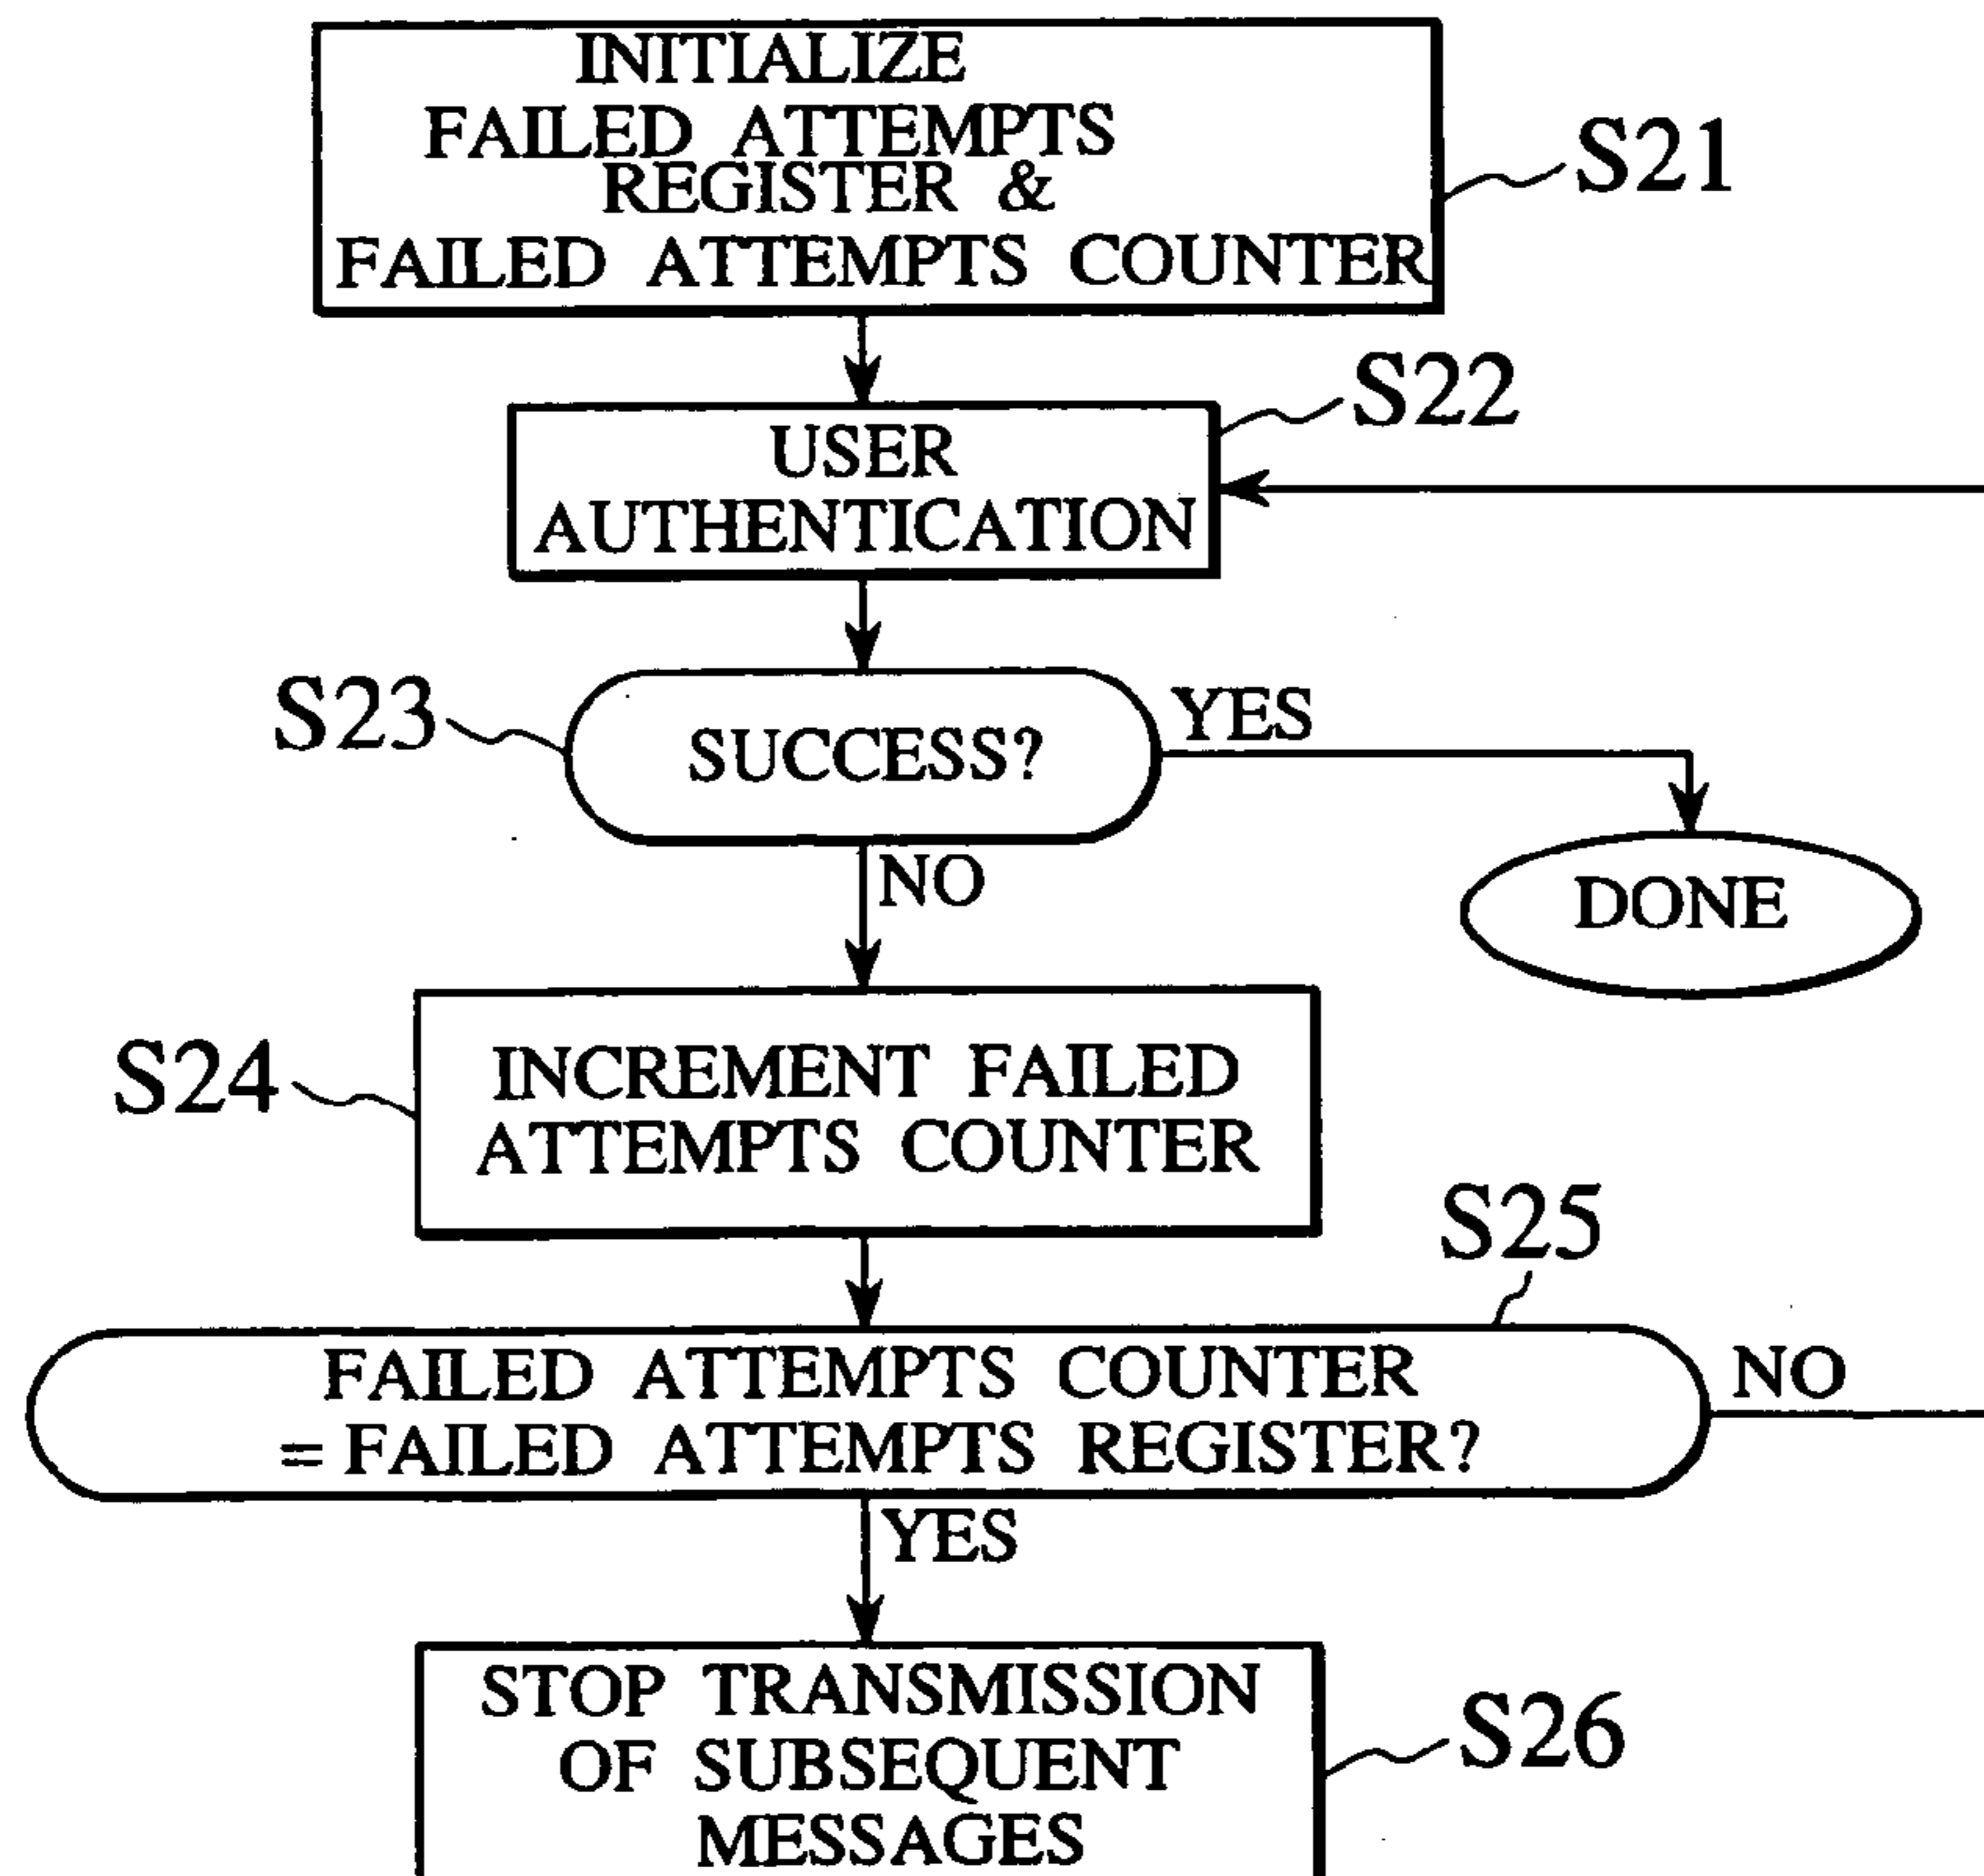 INITIALIZE
FAILED ATTEMPTS
REGISTER &
FAILED ATTEMPTS COUNTER
S21
S22
USER
AUTHENTICATION
S23
SUCCESS?
YES
NO
DONE
S24
INCREMENT FAILED
ATTEMPTS COUNTER
S25
FAILED ATTEMPTS COUNTER
= FAILED ATTEMPTS REGISTER?
NO
YES
STOP TRANSMISSION
OF SUBSEQUENT
MESSAGES
S26